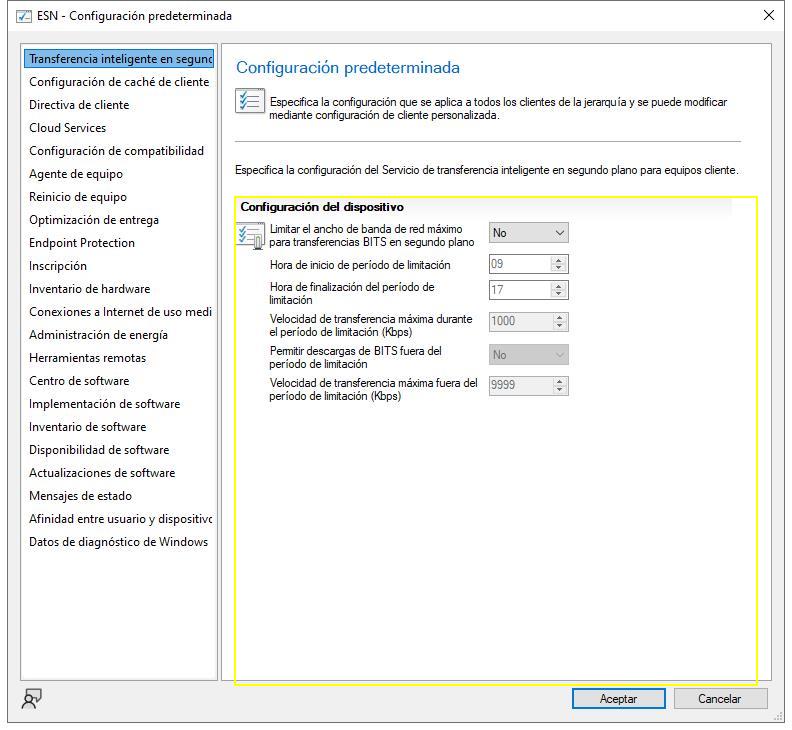 ESN - Configuración predeterminada
Transferencia inteligente en segunc
Configuración de caché de cliente
Directiva de cliente
Cloud Services
Configuración de compatibilidad
Agente de equipo
Reinicio de equipo
Optimización de entrega
Endpoint Protection
Inscripción
Inventario de hardware
Conexiones a Internet de uso medi
Administración de energía
Herramientas remotas
Centro de software
Implementación de software
Inventario de software
Disponibilidad de software
Actualizaciones de software
Mensajes de estado
Afinidad entre usuario y dispositivo
Datos de diagnóstico de Windows
Configuración predeterminada
Especifica la configuración que se aplica a todos los clientes de la jerarquía y se puede modificar
mediante configuración de cliente personalizada.
Especifica la configuración del Servicio de transferencia inteligente en segundo plano para equipos cliente.
Configuración del dispositivo
Limitar el ancho de banda de red máximo
para transferencias BITS en segundo plano
No
Hora de inicio de período de limitación
09
Hora de finalización del período de
limitación
17
Velocidad de transferencia máxima durante
el período de limitación (Kbps)
1000
Permitir descargas de BITS fuera del
período de limitación
No
Velocidad de transferencia máxima fuera del
período de limitación (Kbps)
9999
Aceptar
Cancelar